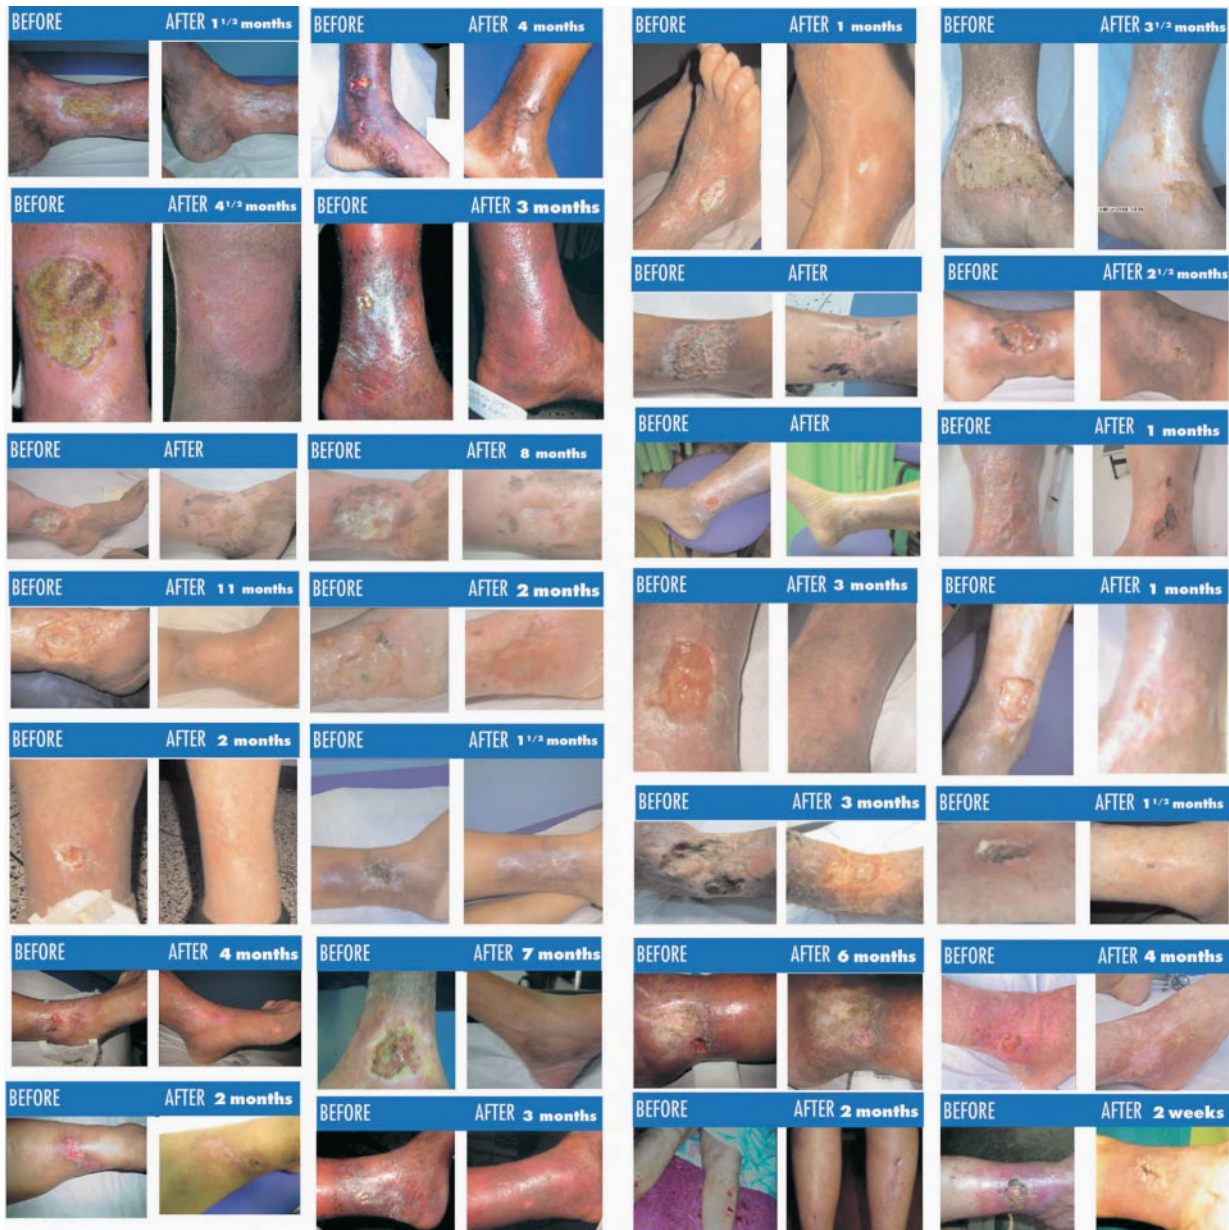 BEFORE AFTER 1 1/2 months
BEFORE AFTER 4 months
BEFORE AFTER 1 months
BEFORE AFTER 3 1/2 months
BEFORE AFTER 4 1/2 months
BEFORE AFTER 3 months
BEFORE AFTER
BEFORE AFTER 2 1/2 months
BEFORE AFTER
BEFORE AFTER 8 months
BEFORE AFTER
BEFORE AFTER 1 months
BEFORE AFTER 11 months
BEFORE AFTER 2 months
BEFORE AFTER 3 months
BEFORE AFTER 1 months
BEFORE AFTER 2 months
BEFORE AFTER 1 1/2 months
BEFORE AFTER 3 months
BEFORE AFTER 1 1/2 months
BEFORE AFTER 4 months
BEFORE AFTER 7 months
BEFORE AFTER 6 months
BEFORE AFTER 4 months
BEFORE AFTER 2 months
BEFORE AFTER 3 months
BEFORE AFTER 2 months
BEFORE AFTER 2 weeks